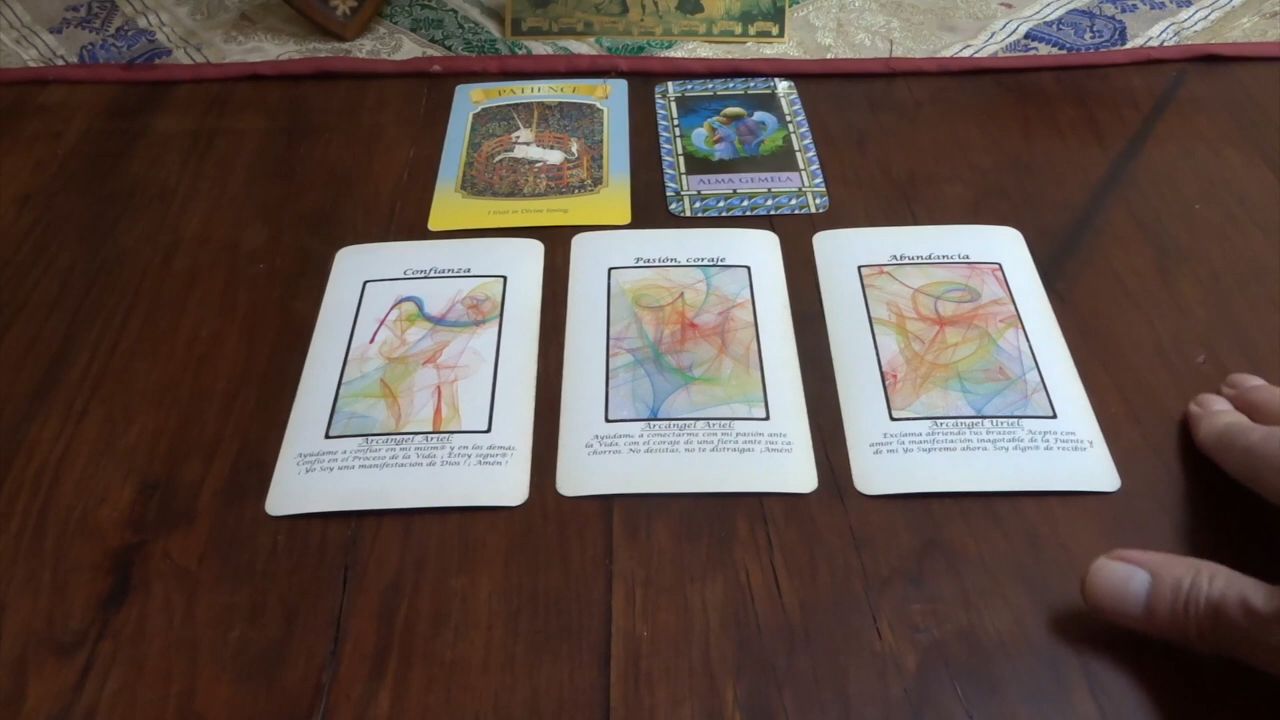 PATIENCE
I trust in Divine timing.
ALMA GEMELA
Confianza
Arcángel Ariel:
Ayúdame a confiar en mi mism@ y en los demás.
Confío en el Proceso de la Vida. ¡ Estoy segur@ !
¡ Yo Soy una manifestación de Dios ! ¡ Amén !
Pasión, coraje
Arcángel Ariel:
Ayúdame a conectarme con mi pasión ante
la Vida, con el coraje de una fiera ante sus ca-
chorros. No desistas, no te distraigas. ¡Amén!
Abundancia
Arcángel Uriel:
Exclama abriendo tus brazos: "Acepto con
amor la manifestación inagotable de la Fuente y
de mi Yo Supremo ahora. Soy dign@ de recibir"